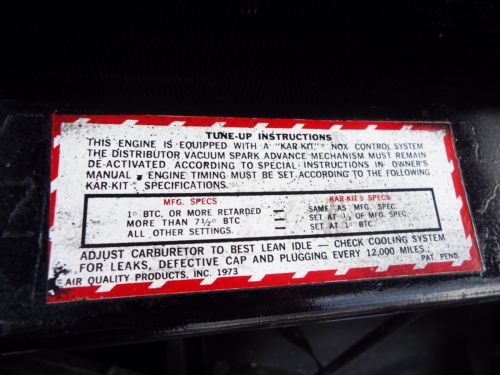 TUNE-UP INSTRUCTIONS
THIS ENGINE IS EQUIPPED WITH A "KAR-KIT" NOX CONTROL SYSTEM
THE DISTRIBUTOR VACUUM SPARK ADVANCE MECHANISM MUST REMAIN
DE-ACTIVATED ACCORDING TO SPECIAL INSTRUCTIONS IN OWNER'S
MANUAL. ENGINE TIMING MUST BE SET ACCORDING TO THE FOLLOWING
KAR-KIT SPECIFICATIONS.
MFG. SPECS KAR-KIT SPECS
1° BTC, OR MORE RETARDED = SAME AS MFG. SPEC.
MORE THAN 7½° BTC = SET AT ½ OF MFG. SPEC.
ALL OTHER SETTINGS. = SET AT 1° BTC.
ADJUST CARBURETOR TO BEST LEAN IDLE — CHECK COOLING SYSTEM
FOR LEAKS, DEFECTIVE CAP AND PLUGGING EVERY 12,000 MILES.
©AIR QUALITY PRODUCTS, INC. 1973 PAT. PEND.